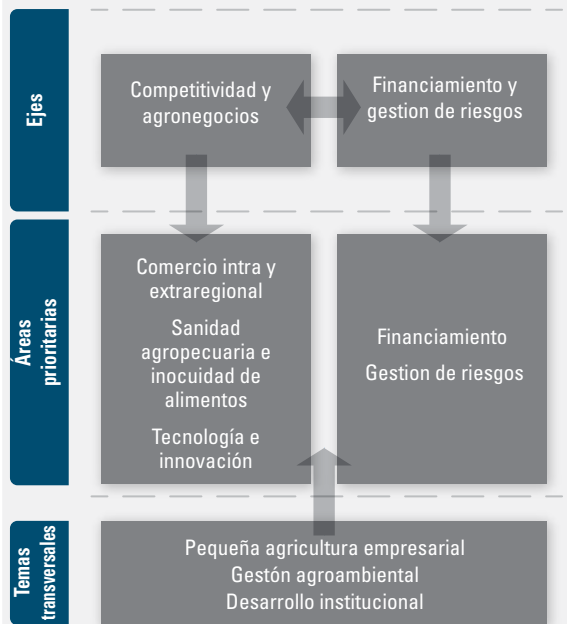 Ejes
Competitividad y
agronegocios
Financiamiento y
gestion de riesgos
Áreas
prioritarias
Comercio intra y
extraregional
Sanidad
agropecuaria e
inocuidad de
alimentos
Tecnología e
innovación
Financiamiento
Gestion de riesgos
Temas
transversales
Pequeña agricultura empresarial
Gestón agroambiental
Desarrollo institucional